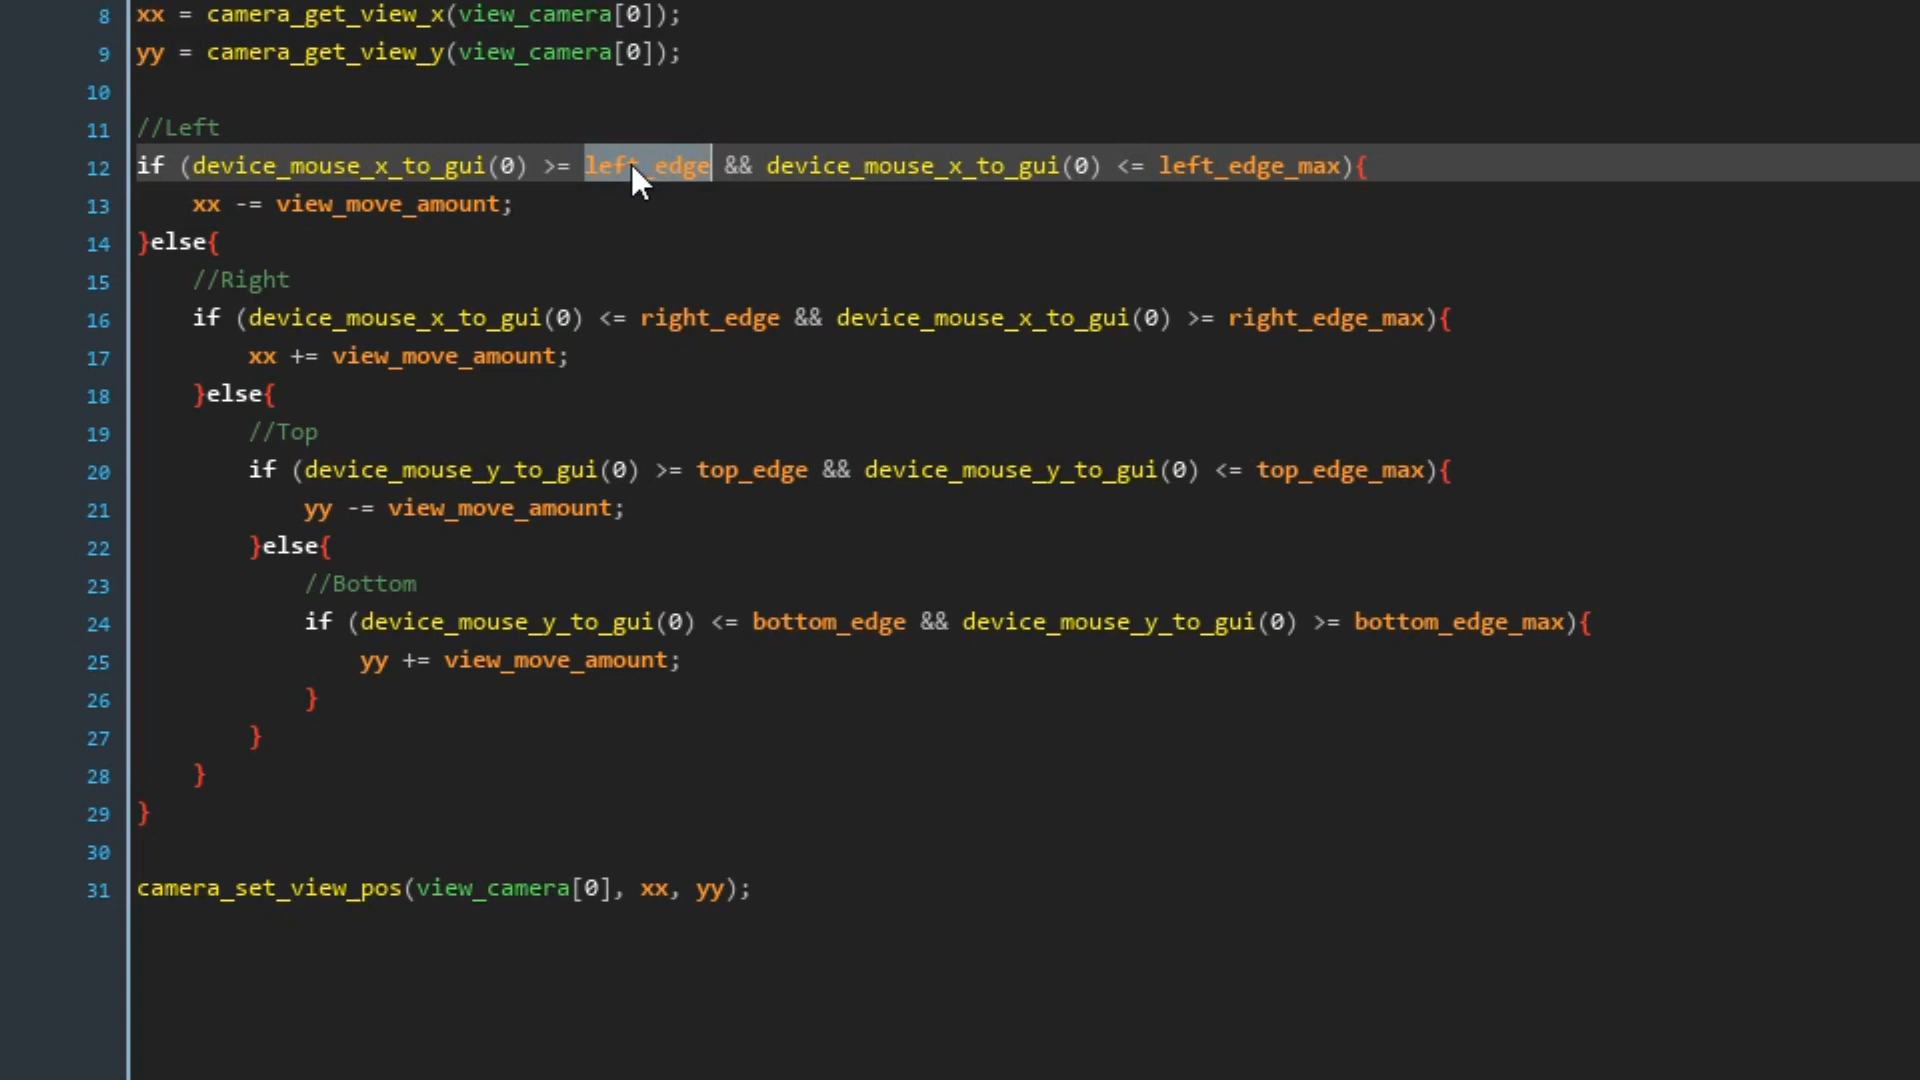 8 xx = camera_get_view_x(view_camera[0]);
9 yy = camera_get_view_y(view_camera[0]);
10
11 //Left
12 if (device_mouse_x_to_gui(0) >= left_edge && device_mouse_x_to_gui(0) <= left_edge_max){
13 xx -= view_move_amount;
14 }else{
15 //Right
16 if (device_mouse_x_to_gui(0) <= right_edge && device_mouse_x_to_gui(0) >= right_edge_max){
17 xx += view_move_amount;
18 }else{
19 //Top
20 if (device_mouse_y_to_gui(0) >= top_edge && device_mouse_y_to_gui(0) <= top_edge_max){
21 yy -= view_move_amount;
22 }else{
23 //Bottom
24 if (device_mouse_y_to_gui(0) <= bottom_edge && device_mouse_y_to_gui(0) >= bottom_edge_max){
25 yy += view_move_amount;
26 }
27 }
28 }
29 }
30
31 camera_set_view_pos(view_camera[0], xx, yy);